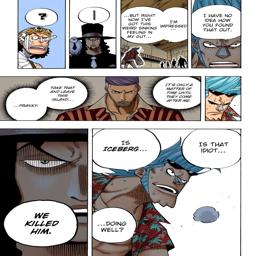 I HAVE
NO IDEA
HOW YOU
FOUND
THAT OUT.
I'M
IMPRESSED
...
...BUT RIGHT
NOW I'VE
GOT THIS
WEIRD SINKING
FEELING IN
MY GUT...
!
?
IT'S ONLY A
MATTER OF
TIME UNTIL
THEY COME
AFTER ME.
TAKE THAT
AND LEAVE
THIS
ISLAND...
...FRANKY.
IS THAT
IDIOT...
IS
ICEBERG...
...DOING
WELL?
WE
KILLED
HIM.